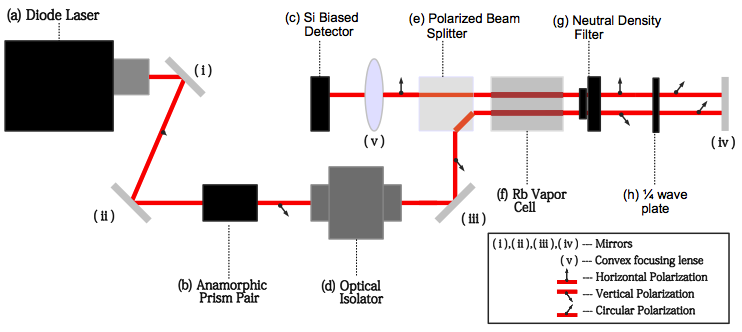 (a) Diode Laser
(c) Si Biased
Detector
(e) Polarized Beam
Splitter
(g) Neutral Density
Filter
(i)
(v)
(iv)
(ii)
(iii)
(f) Rb Vapor
Cell
(h) ¼ wave
plate
(b) Anamorphic
Prism Pair
(d) Optical
Isolator
(i),(ii),(iii),(iv) --- Mirrors
(v) --- Convex focusing lense
--- Horizontal Polarization
--- Vertical Polarization
--- Circular Polarization